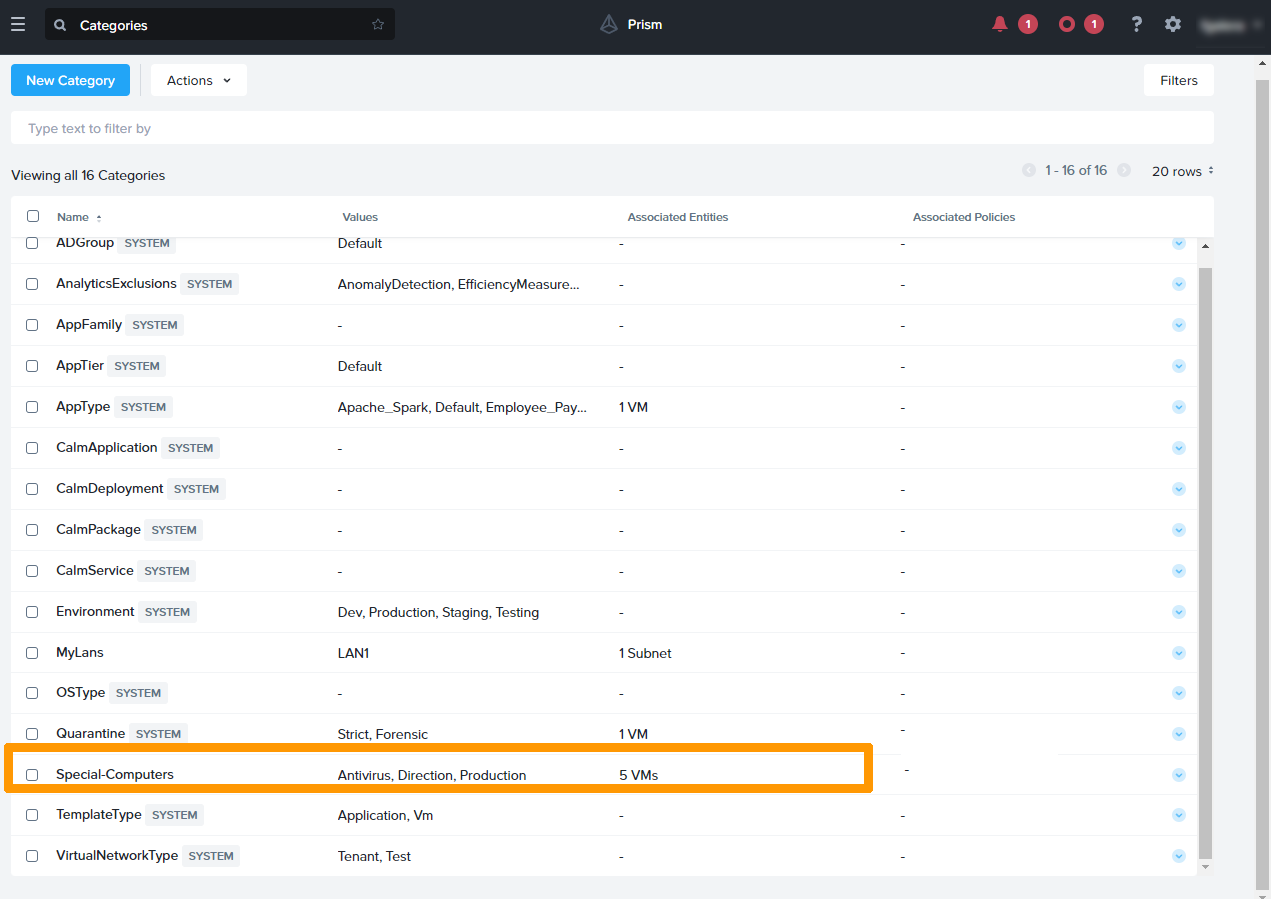 Categories Prism 1 1 ?
New Category Actions Filters
Type text to filter by
Viewing all 16 Categories 1 - 16 of 16 20 rows
Name Values Associated Entities Associated Policies
ADGroup SYSTEM Default - -
AnalyticsExclusions SYSTEM AnomalyDetection, EfficiencyMeasure... - -
AppFamily SYSTEM - - -
AppTier SYSTEM Default - -
AppType SYSTEM Apache_Spark, Default, Employee_Pay... 1 VM -
CalmApplication SYSTEM - - -
CalmDeployment SYSTEM - - -
CalmPackage SYSTEM - - -
CalmService SYSTEM - - -
Environment SYSTEM Dev, Production, Staging, Testing - -
MyLans LAN1 1 Subnet -
OSType SYSTEM - - -
Quarantine SYSTEM Strict, Forensic 1 VM -
Special-Computers Antivirus, Direction, Production 5 VMs -
TemplateType SYSTEM Application, Vm - -
VirtualNetworkType SYSTEM Tenant, Test - -